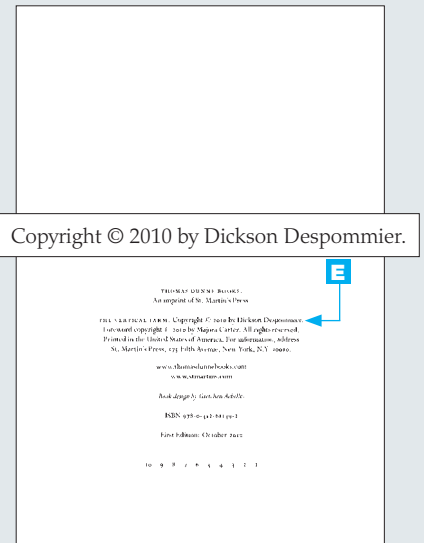 Copyright © 2010 by Dickson Despommier.
E
THOMAS DUNNE BOOKS.
An imprint of St. Martin's Press
THE VERTICAL FARM. Copyright © 2010 by Dickson Despommier.
Foreword copyright © 2010 by Majora Carter. All rights reserved.
Printed in the United States of America. For information, address
St. Martin's Press, 175 Fifth Avenue, New York, N.Y. 10010.
www.thomasdunnebooks.com
www.stmartins.com
Book design by
ISBN
First Edition: October
10 9 8 7 6 5 4 3 2 1